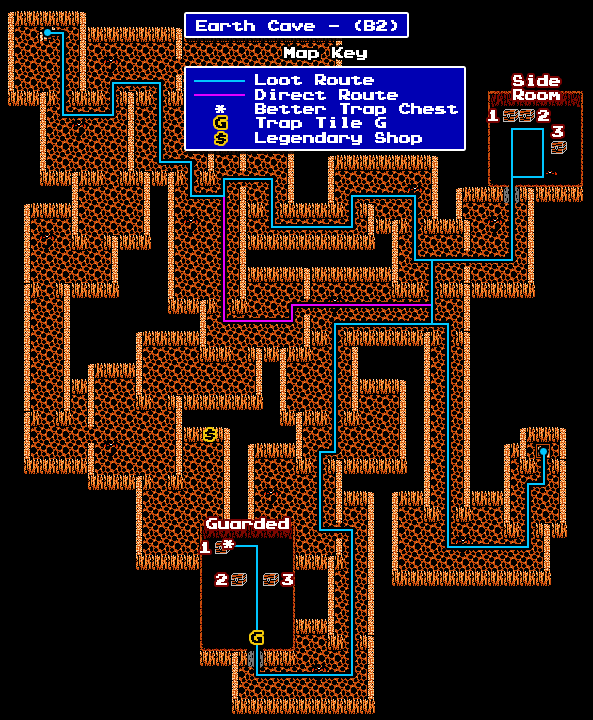 Earth Cave - (B2)
Map Key
Loot Route
Direct Route
* Better Trap Chest
G Trap Tile G
S Legendary Shop
Side
Room
1 2
3
S
Guarded
1 *
2 3
G